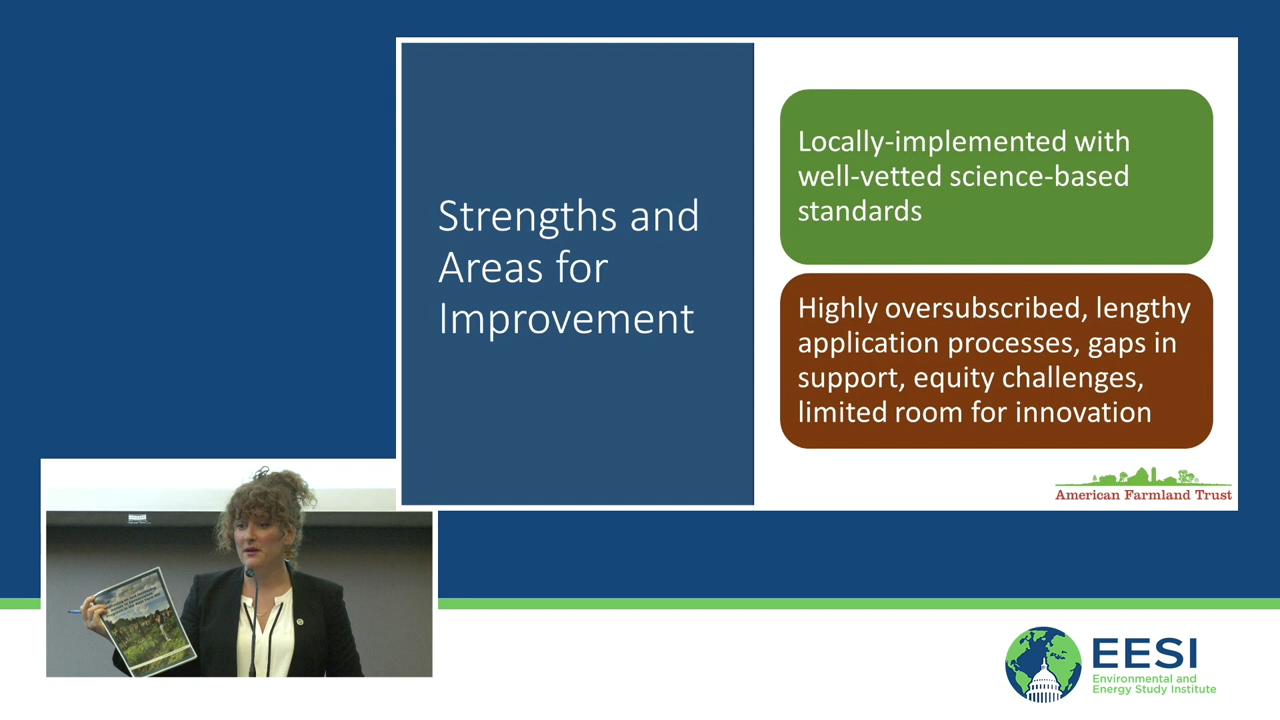 Strengths and
Areas for
Improvement
Locally-implemented with
well-vetted science-based
standards
Highly oversubscribed, lengthy
application processes, gaps in
support, equity challenges,
limited room for innovation
American Farmland Trust
EESI
Environmental and
Energy Study Institute